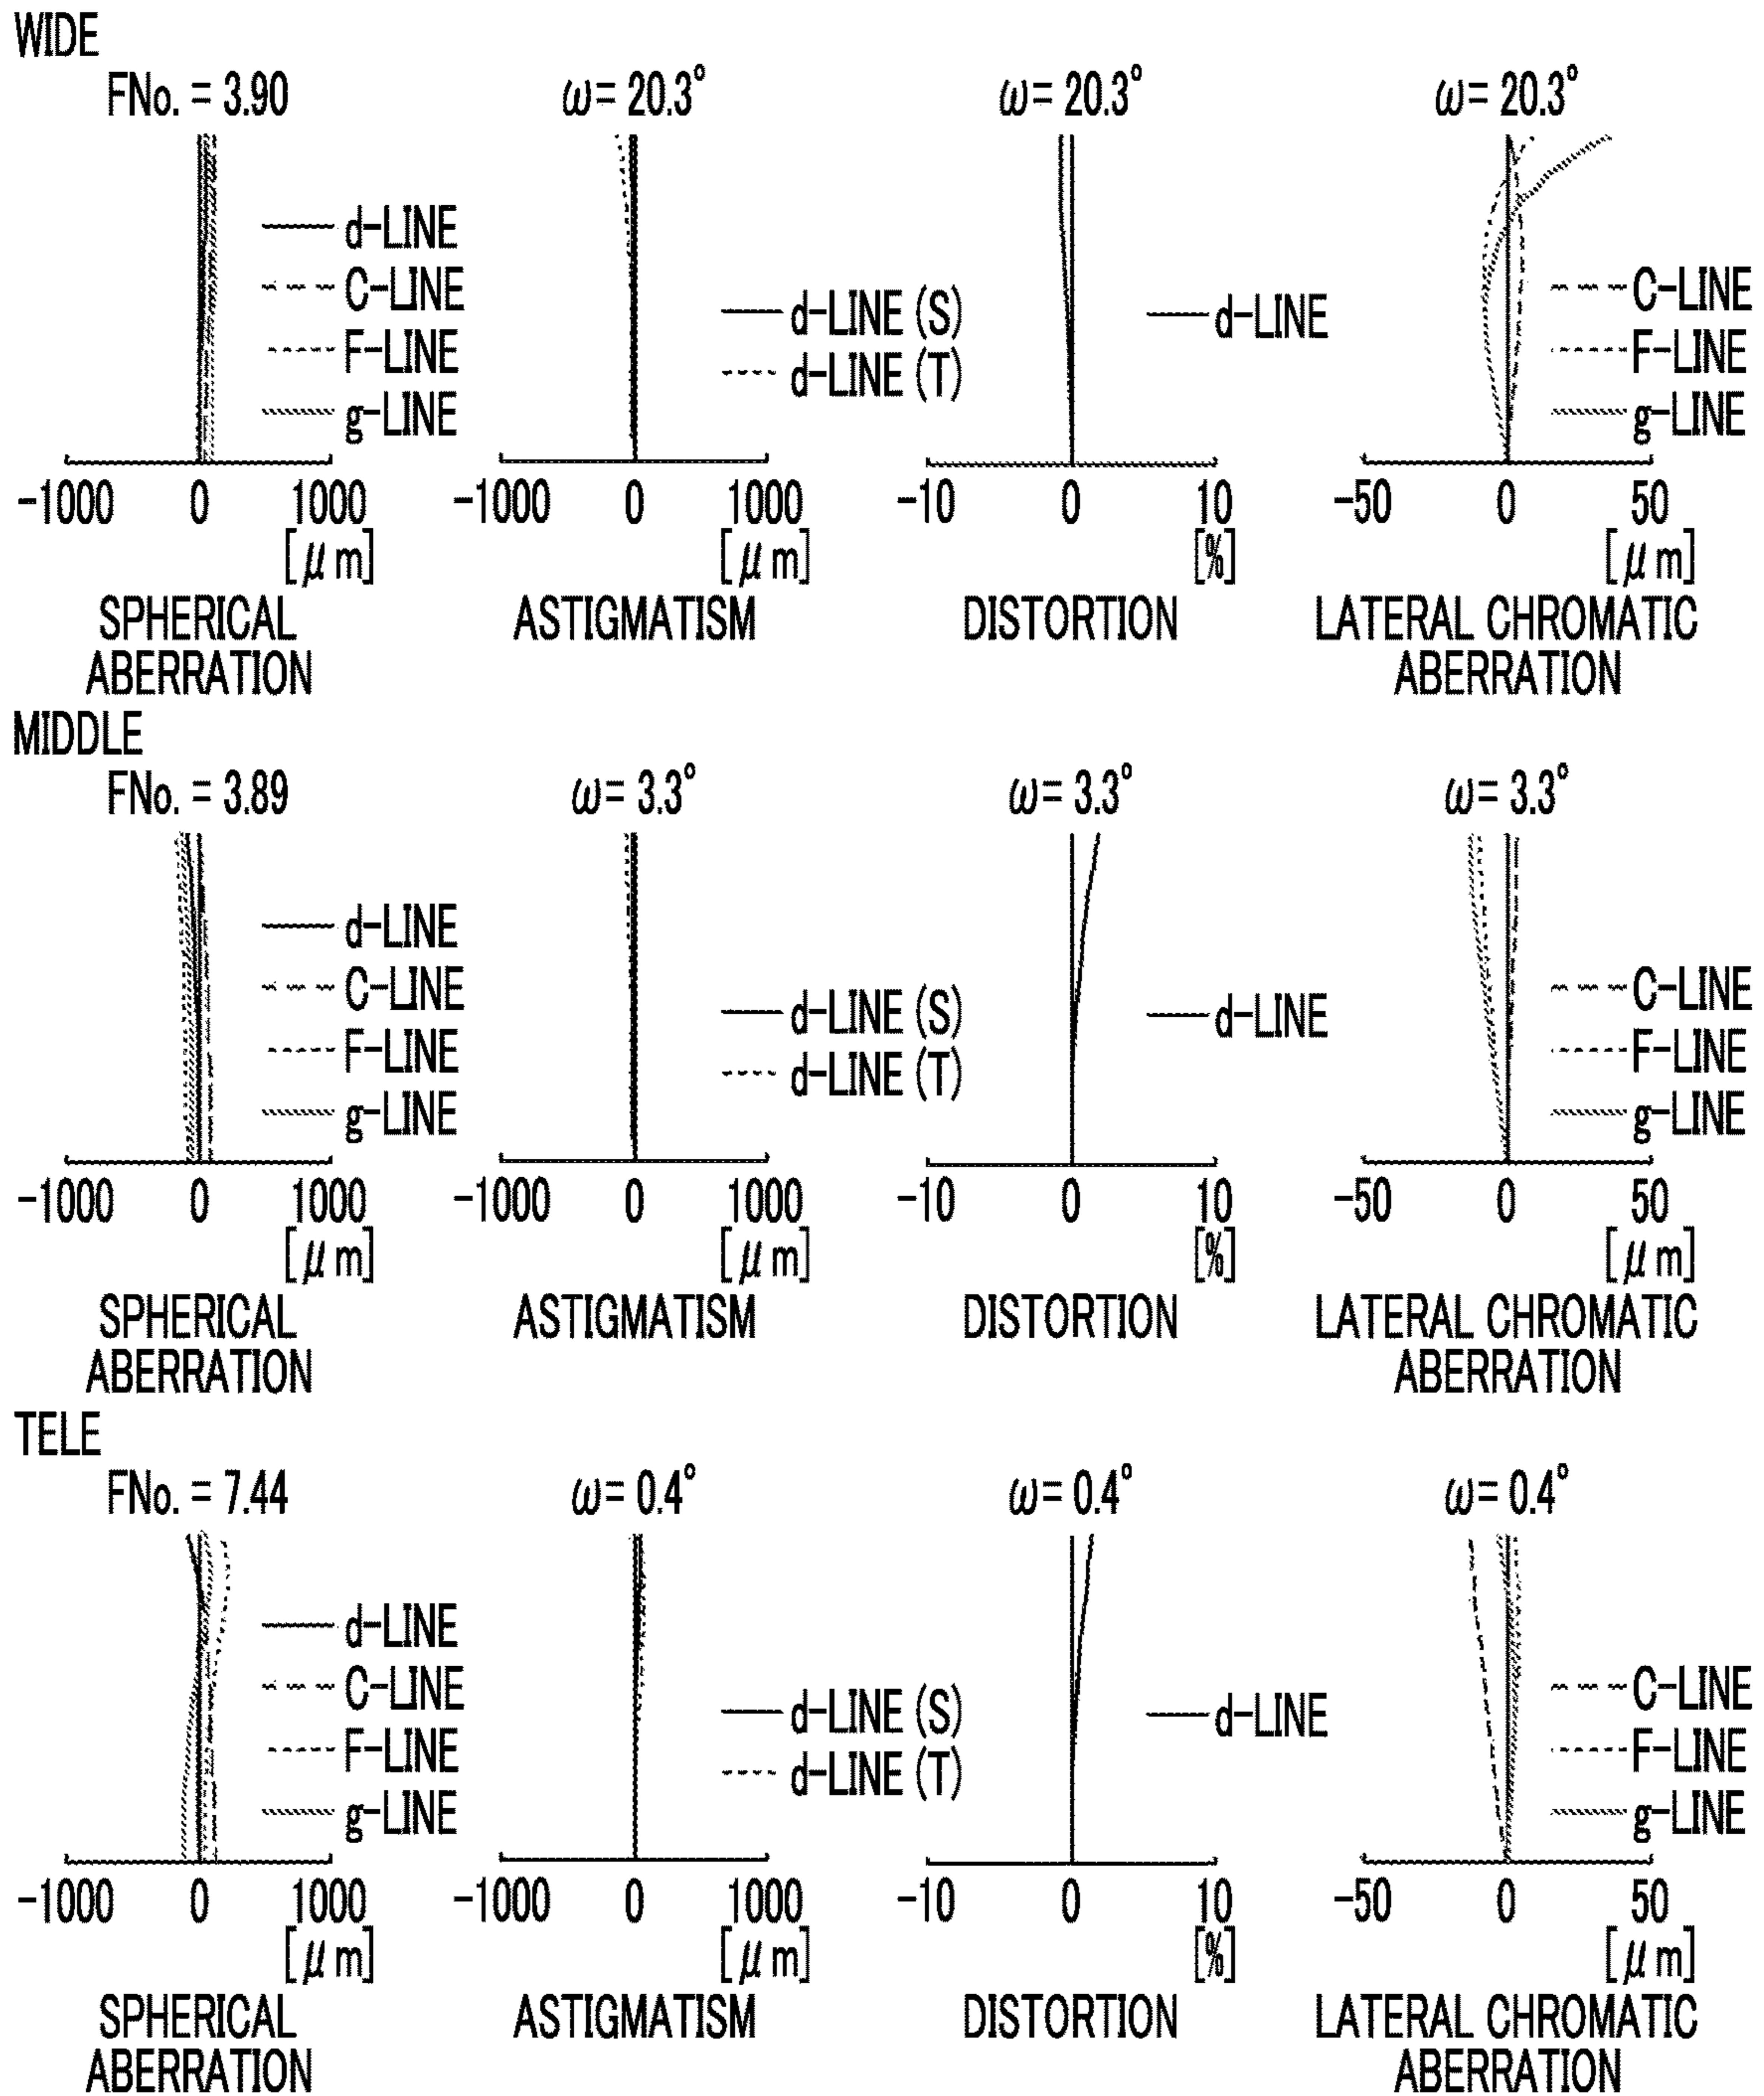 WIDE
FNo. = 3.90
ω= 20.3°
ω= 20.3°
ω= 20.3°
d-LINE
C-LINE
F-LINE
g-LINE
d-LINE (S)
d-LINE (T)
d-LINE
C-LINE
F-LINE
g-LINE
-1000 0 1000
[μm]
-1000 0 1000
[μm]
-10 0 10
[%]
-50 0 50
[μm]
SPHERICAL
ABERRATION
ASTIGMATISM
DISTORTION
LATERAL CHROMATIC
ABERRATION
MIDDLE
FNo. = 3.89
ω= 3.3°
ω= 3.3°
ω= 3.3°
d-LINE
C-LINE
F-LINE
g-LINE
d-LINE (S)
d-LINE (T)
d-LINE
C-LINE
F-LINE
g-LINE
-1000 0 1000
[μm]
-1000 0 1000
[μm]
-10 0 10
[%]
-50 0 50
[μm]
SPHERICAL
ABERRATION
ASTIGMATISM
DISTORTION
LATERAL CHROMATIC
ABERRATION
TELE
FNo. = 7.44
ω= 0.4°
ω= 0.4°
ω= 0.4°
d-LINE
C-LINE
F-LINE
g-LINE
d-LINE (S)
d-LINE (T)
d-LINE
C-LINE
F-LINE
g-LINE
-1000 0 1000
[μm]
-1000 0 1000
[μm]
-10 0 10
[%]
-50 0 50
[μm]
SPHERICAL
ABERRATION
ASTIGMATISM
DISTORTION
LATERAL CHROMATIC
ABERRATION